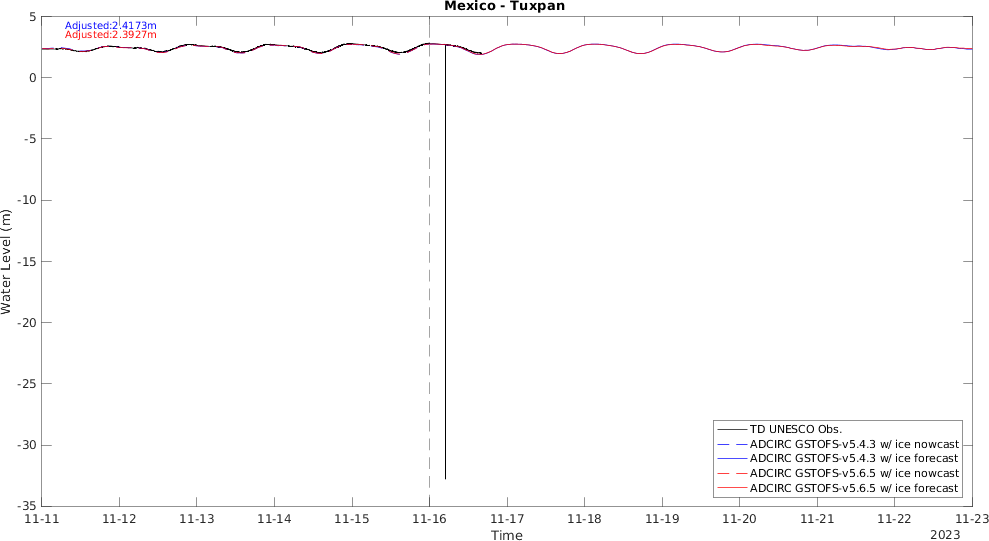 Mexico - Tuxpan
Adjusted:2.4173m
Adjusted:2.3927m
5
0
-5
-10
-15
-20
-25
-30
-35
Water Level (m)
TD UNESCO Obs.
ADCIRC GSTOFS-v5.4.3 w/ ice nowcast
ADCIRC GSTOFS-v5.4.3 w/ ice forecast
ADCIRC GSTOFS-v5.6.5 w/ ice nowcast
ADCIRC GSTOFS-v5.6.5 w/ ice forecast
11-11 11-12 11-13 11-14 11-15 11-16 11-17 11-18 11-19 11-20 11-21 11-22 11-23
Time
2023